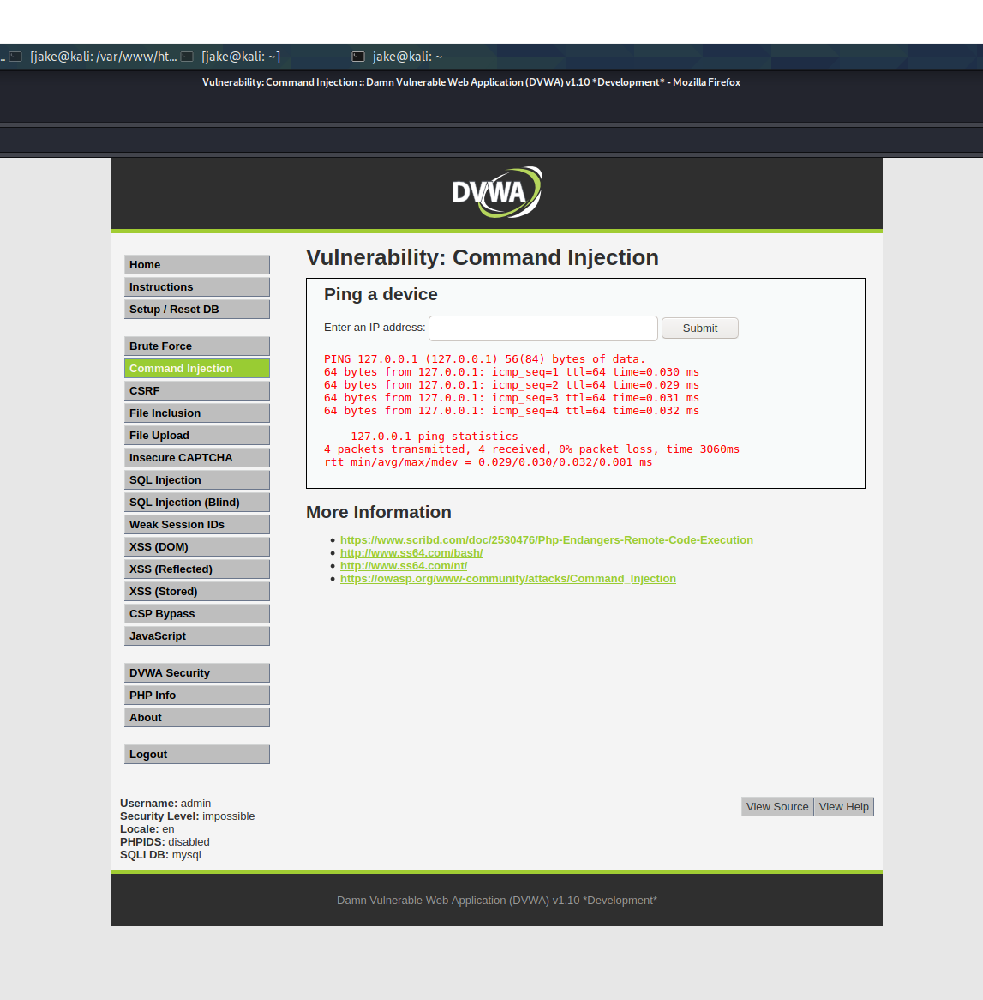 .. [jake@kali: /var/www/ht... [jake@kali: ~] jake@kali: ~
Vulnerability: Command Injection :: Damn Vulnerable Web Application (DVWA) v1.10 *Development* - Mozilla Firefox
DVWA
Home
Instructions
Setup / Reset DB
Brute Force
Command Injection
CSRF
File Inclusion
File Upload
Insecure CAPTCHA
SQL Injection
SQL Injection (Blind)
Weak Session IDs
XSS (DOM)
XSS (Reflected)
XSS (Stored)
CSP Bypass
JavaScript
DVWA Security
PHP Info
About
Logout
Vulnerability: Command Injection
Ping a device
Enter an IP address: Submit
PING 127.0.0.1 (127.0.0.1) 56(84) bytes of data.
64 bytes from 127.0.0.1: icmp_seq=1 ttl=64 time=0.030 ms
64 bytes from 127.0.0.1: icmp_seq=2 ttl=64 time=0.029 ms
64 bytes from 127.0.0.1: icmp_seq=3 ttl=64 time=0.031 ms
64 bytes from 127.0.0.1: icmp_seq=4 ttl=64 time=0.032 ms
--- 127.0.0.1 ping statistics ---
4 packets transmitted, 4 received, 0% packet loss, time 3060ms
rtt min/avg/max/mdev = 0.029/0.030/0.032/0.001 ms
More Information
https://www.scribd.com/doc/2530476/Php-Endangers-Remote-Code-Execution
http://www.ss64.com/bash/
http://www.ss64.com/nt/
https://owasp.org/www-community/attacks/Command_Injection
Username: admin
Security Level: impossible
Locale: en
PHPIDS: disabled
SQLi DB: mysql
View Source View Help
Damn Vulnerable Web Application (DVWA) v1.10 *Development*